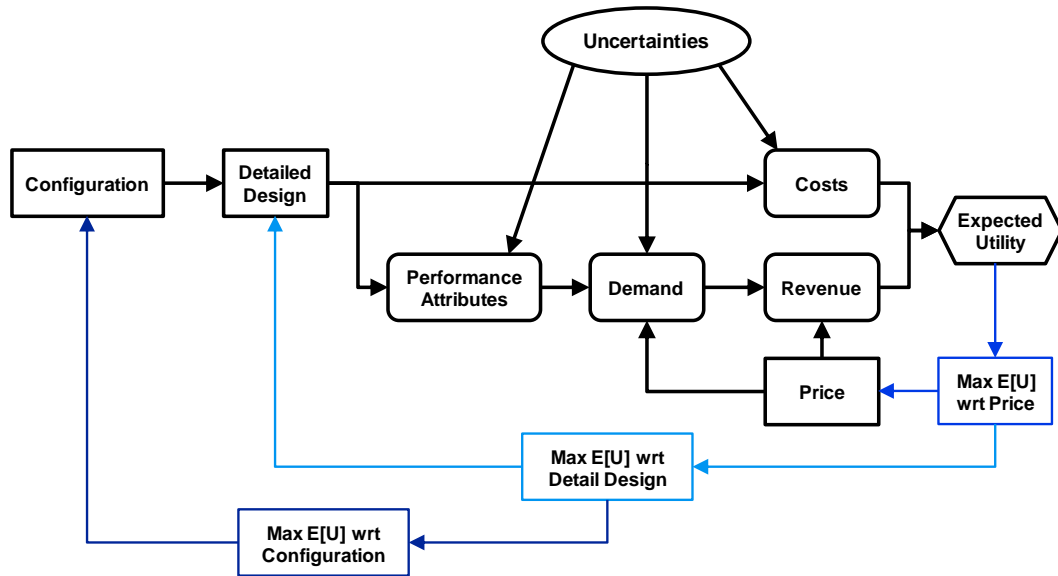 Uncertainties
Configuration
Detailed
Design
Costs
Expected
Utility
Performance
Attributes
Demand
Revenue
Price
Max E[U]
wrt Price
Max E[U] wrt
Detail Design
Max E[U] wrt
Configuration